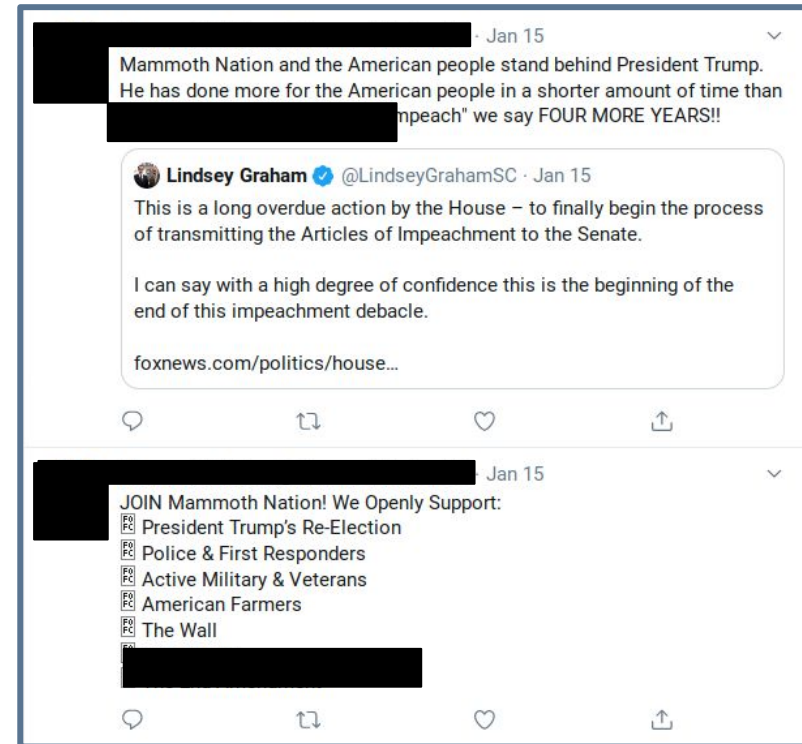 · Jan 15
Mammoth Nation and the American people stand behind President Trump.
He has done more for the American people in a shorter amount of time than
we say FOUR MORE YEARS!!
Lindsey Graham @LindseyGrahamSC · Jan 15
This is a long overdue action by the House – to finally begin the process
of transmitting the Articles of Impeachment to the Senate.
I can say with a high degree of confidence this is the beginning of the
end of this impeachment debacle.
foxnews.com/politics/house...
· Jan 15
JOIN Mammoth Nation! We Openly Support:
President Trump's Re-Election
Police & First Responders
Active Military & Veterans
American Farmers
The Wall